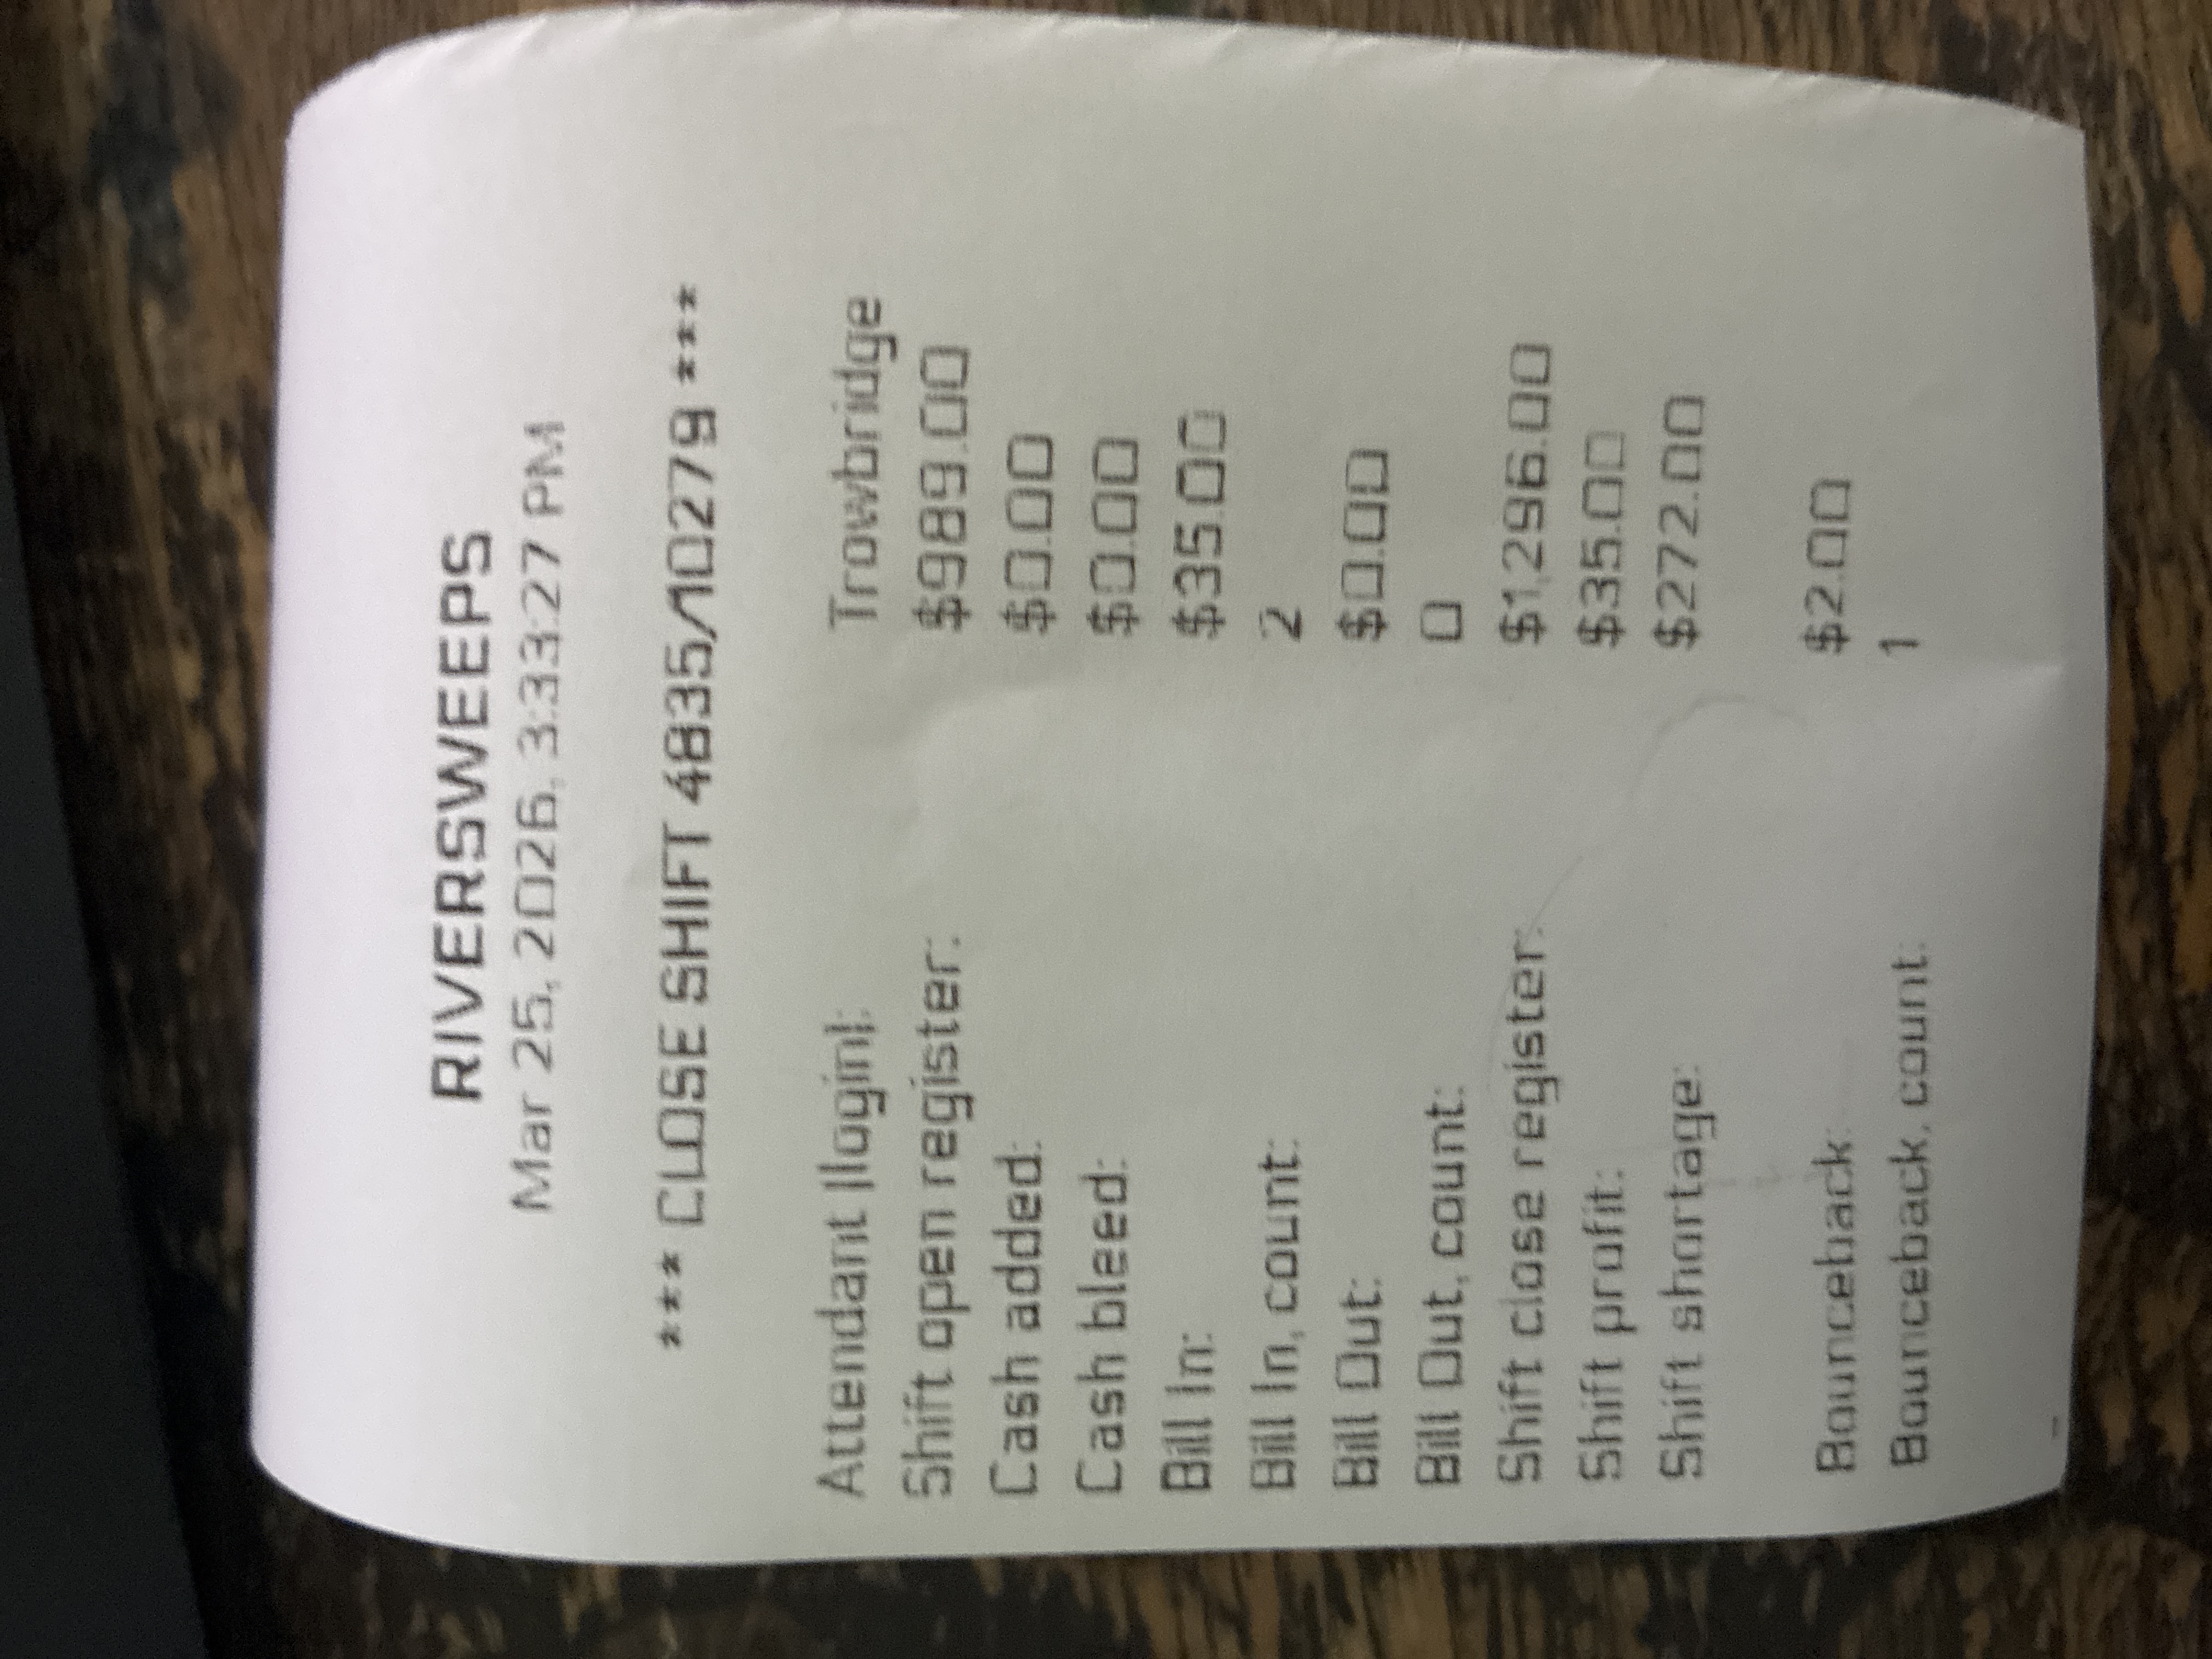 RIVERSWEEPS
Mar 25, 2026, 3:33:27 PM
*** CLOSE SHIFT 4835/10279 ***
Attendant (login): Trowbridge
Shift open register: $989.00
Cash added: $0.00
Cash bleed: $0.00
Bill In: $35.00
Bill In, count: 2
Bill Out: $0.00
Bill Out, count: 0
Shift close register: $1,296.00
Shift profit: $35.00
Shift shortage: $272.00
Bounceback: $2.00
Bounceback, count: 1